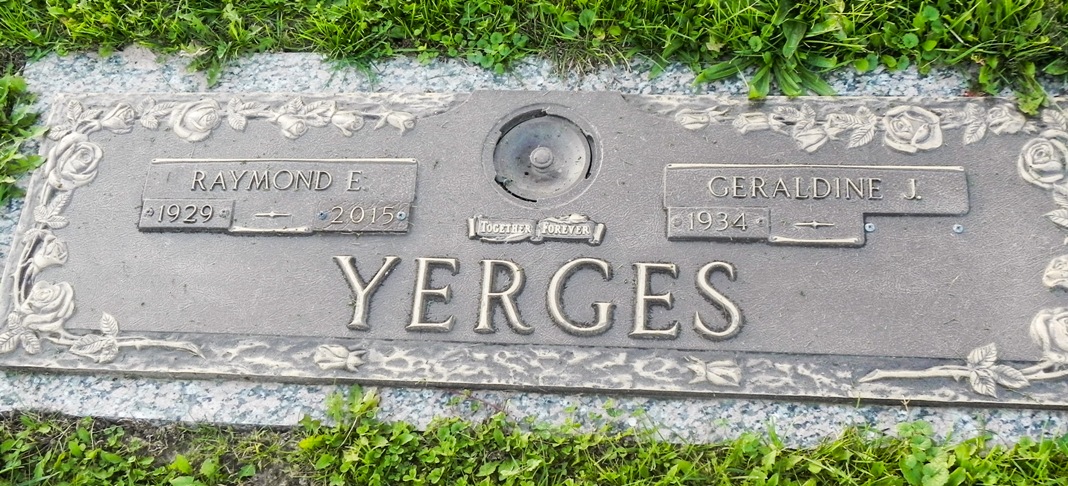 RAYMOND E.
1929 2015
GERALDINE J.
1934
TOGETHER FOREVER
YERGES